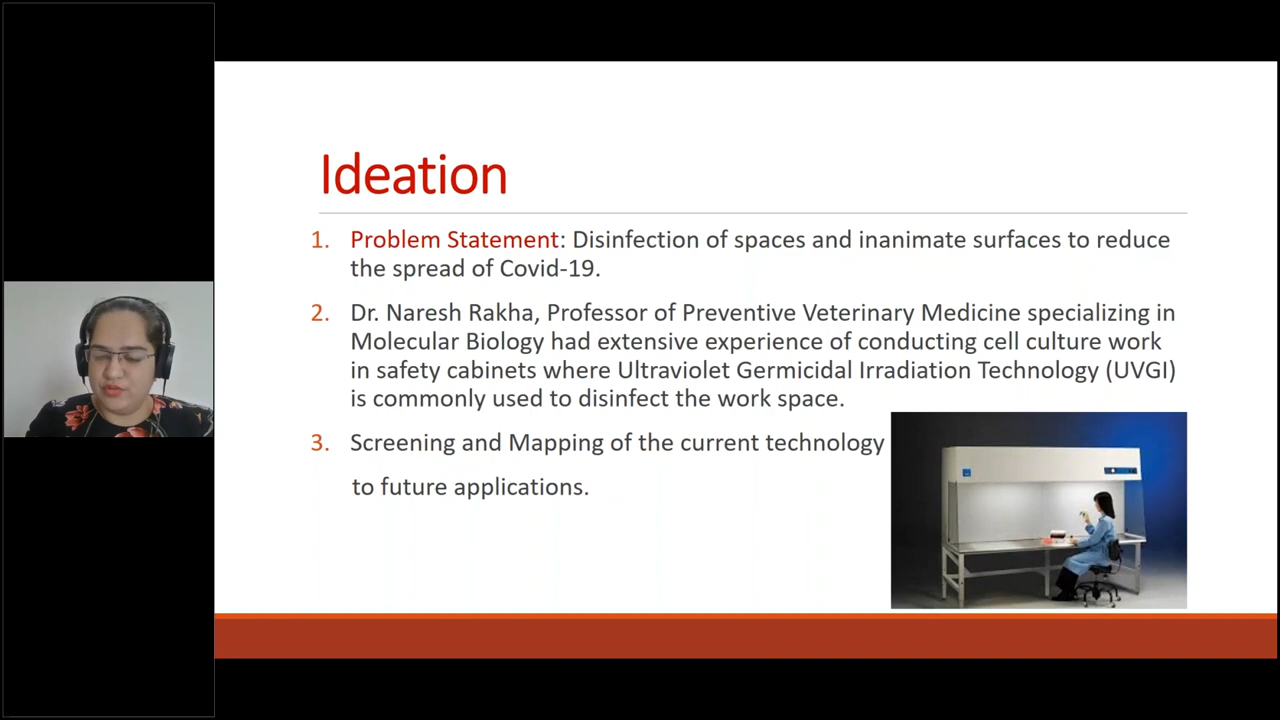 Ideation
1. Problem Statement: Disinfection of spaces and inanimate surfaces to reduce
the spread of Covid-19.
2. Dr. Naresh Rakha, Professor of Preventive Veterinary Medicine specializing in
Molecular Biology had extensive experience of conducting cell culture work
in safety cabinets where Ultraviolet Germicidal Irradiation Technology (UVGI)
is commonly used to disinfect the work space.
3. Screening and Mapping of the current technology
to future applications.